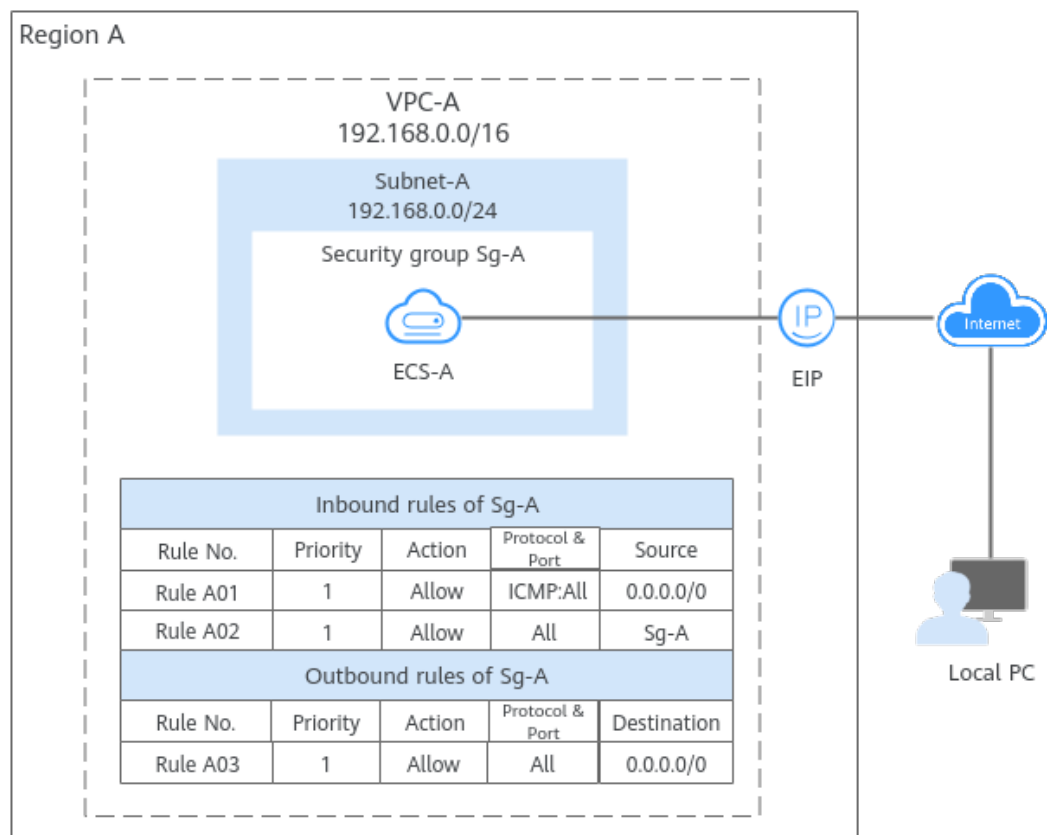 Region A
VPC-A
192.168.0.0/16
Subnet-A
192.168.0.0/24
Security group Sg-A
ECS-A
IP
EIP
Internet
Local PC
Inbound rules of Sg-A
Rule No. Priority Action Protocol & Port Source
Rule A01 1 Allow ICMP:All 0.0.0.0/0
Rule A02 1 Allow All Sg-A
Outbound rules of Sg-A
Rule No. Priority Action Protocol & Port Destination
Rule A03 1 Allow All 0.0.0.0/0